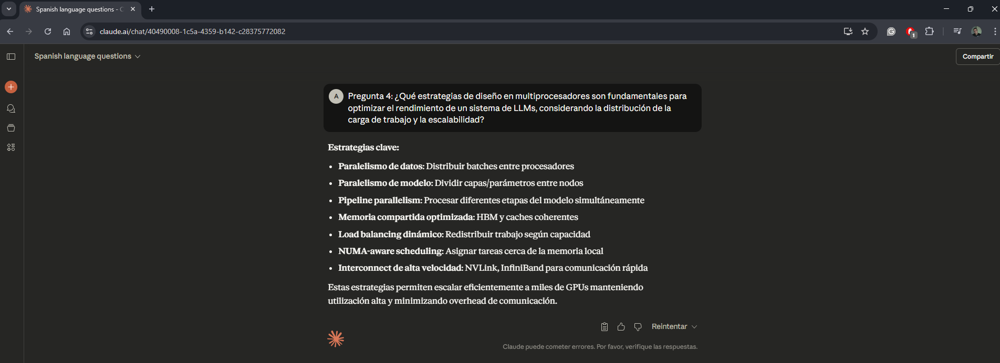 Spanish language questions - C
claude.ai/chat/40490008-1c5a-4359-b142-c28375772082
1
Spanish language questions
Compartir
A
Pregunta 4: ¿Qué estrategias de diseño en multiprocesadores son fundamentales para
optimizar el rendimiento de un sistema de LLMs, considerando la distribución de la
carga de trabajo y la escalabilidad?
Estrategias clave:
• Paralelismo de datos: Distribuir batches entre procesadores
• Paralelismo de modelo: Dividir capas/parámetros entre nodos
• Pipeline parallelism: Procesar diferentes etapas del modelo simultáneamente
• Memoria compartida optimizada: HBM y caches coherentes
• Load balancing dinámico: Redistribuir trabajo según capacidad
• NUMA-aware scheduling: Asignar tareas cerca de la memoria local
• Interconnect de alta velocidad: NVLink, InfiniBand para comunicación rápida
Estas estrategias permiten escalar eficientemente a miles de GPUs manteniendo
utilización alta y minimizando overhead de comunicación.
Reintentar
Claude puede cometer errores. Por favor, verifique las respuestas.